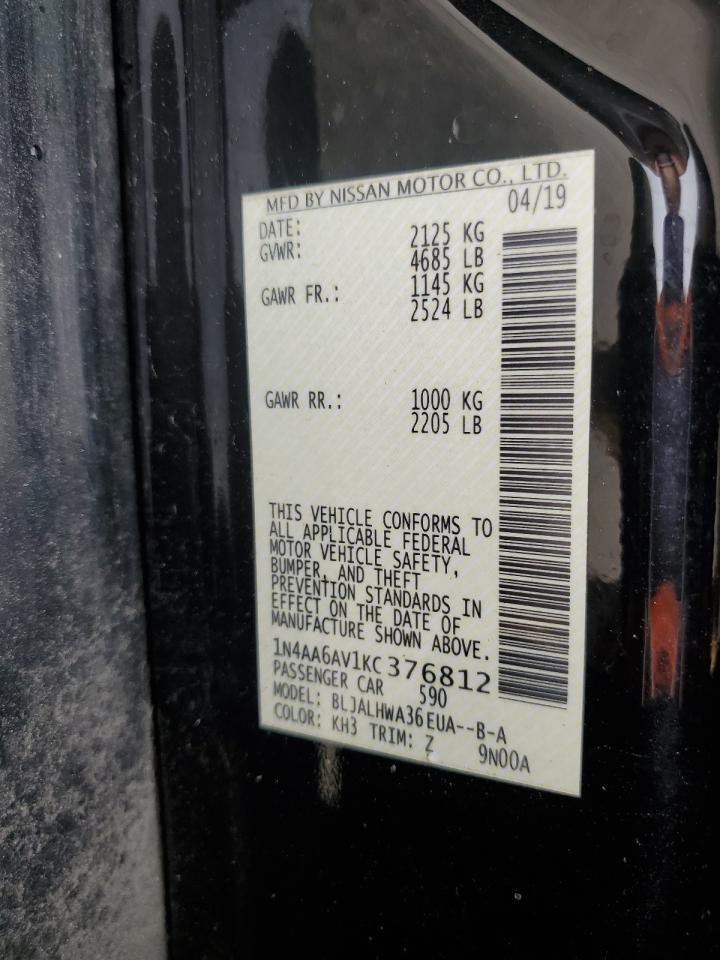 MFD BY NISSAN MOTOR CO., LTD.
DATE: 04/19
GVWR: 2125 KG
4685 LB
GAWR FR.: 1145 KG
2524 LB
GAWR RR.: 1000 KG
2205 LB
THIS VEHICLE CONFORMS TO
ALL APPLICABLE FEDERAL
MOTOR VEHICLE SAFETY,
BUMPER, AND THEFT
PREVENTION STANDARDS IN
EFFECT ON THE DATE OF
MANUFACTURE SHOWN ABOVE.
1N4AA6AV1KC376812
PASSENGER CAR 590
MODEL: BLJALHWA36EUA--B-A
COLOR: KH3 TRIM: Z 9N00A